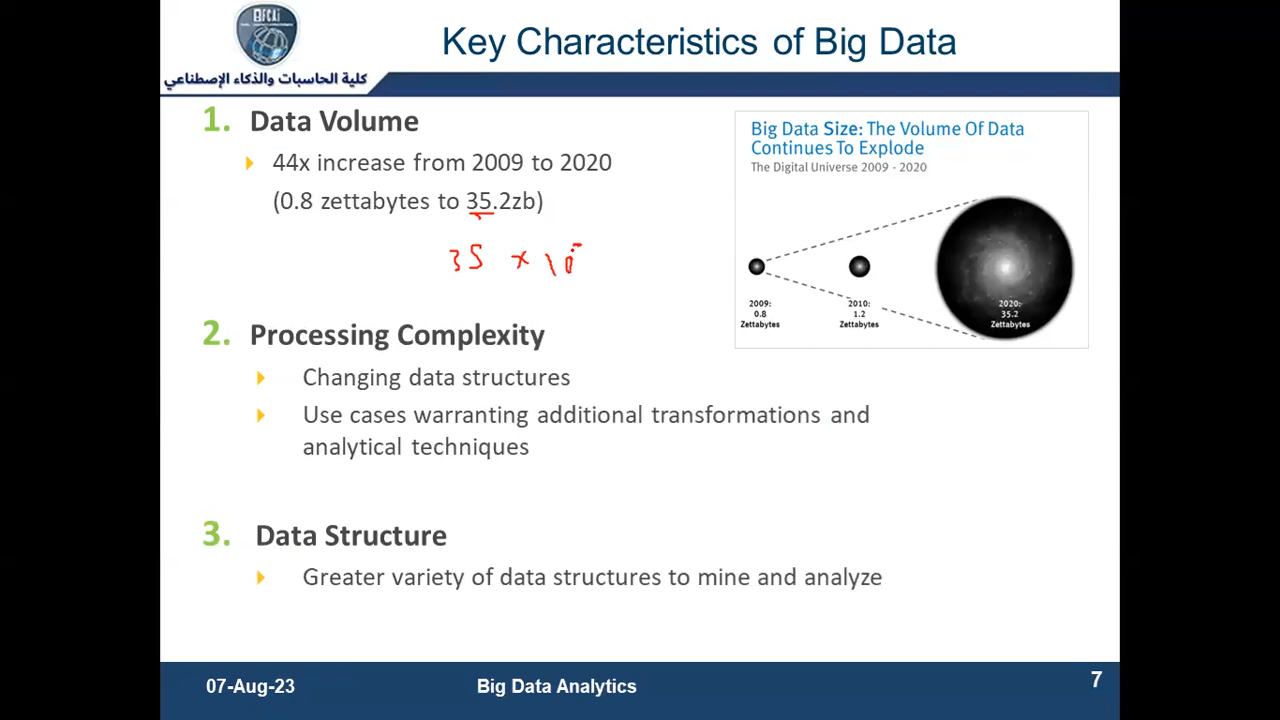 FCAi
كلية الحاسبات والذكاء الإصطناعي
Key Characteristics of Big Data
1. Data Volume
44x increase from 2009 to 2020
(0.8 zettabytes to 35.2zb)
35 × 10
Big Data Size: The Volume Of Data
Continues To Explode
The Digital Universe 2009 - 2020
2009:
0.8
Zettabytes
2010:
1.2
Zettabytes
2020:
35.2
Zettabytes
2. Processing Complexity
Changing data structures
Use cases warranting additional transformations and
analytical techniques
3. Data Structure
Greater variety of data structures to mine and analyze
07-Aug-23
Big Data Analytics
7